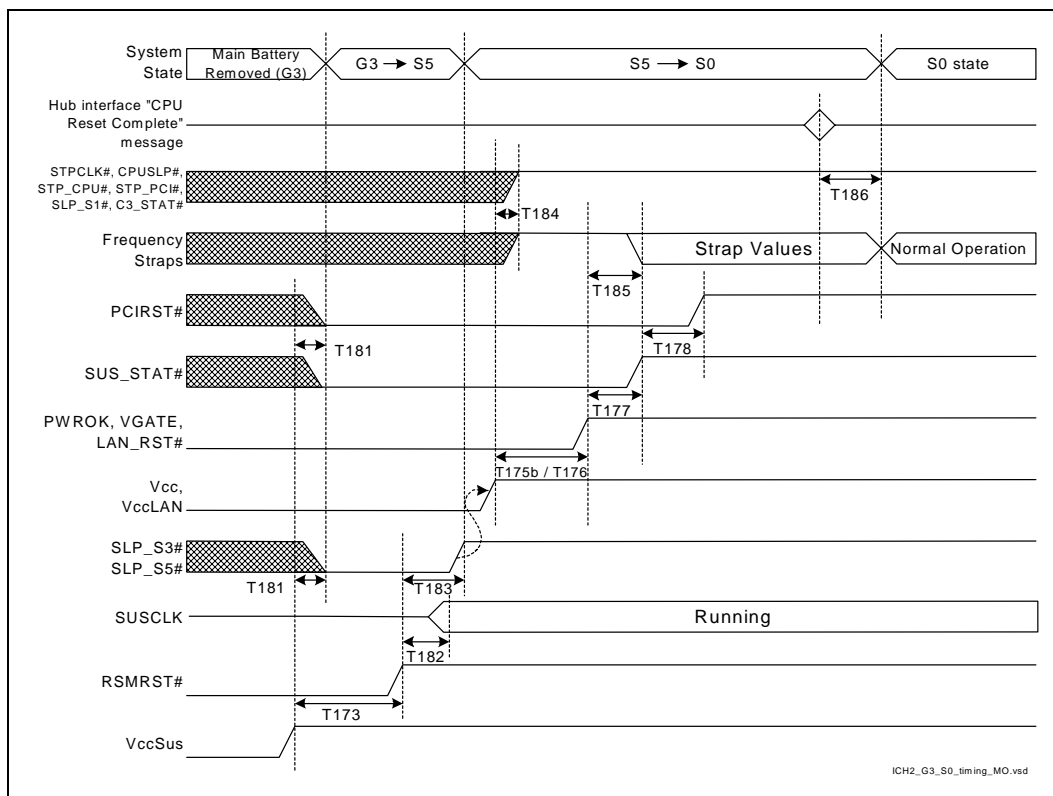 System
State
Main Battery
Removed (G3)
G3 → S5
S5 → S0
S0 state
Hub interface "CPU
Reset Complete"
message
STPCLK#, CPUSLP#,
STP_CPU#, STP_PCI#,
SLP_S1#, C3_STAT#
T184
T186
Frequency
Straps
Strap Values
Normal Operation
T185
PCIRST#
T181
T178
SUS_STAT#
T177
PWROK, VGATE,
LAN_RST#
T175b / T176
Vcc,
VccLAN
SLP_S3#
SLP_S5#
T181
T183
SUSCLK
Running
T182
RSMRST#
T173
VccSus
ICH2_G3_S0_timing_MO.vsd